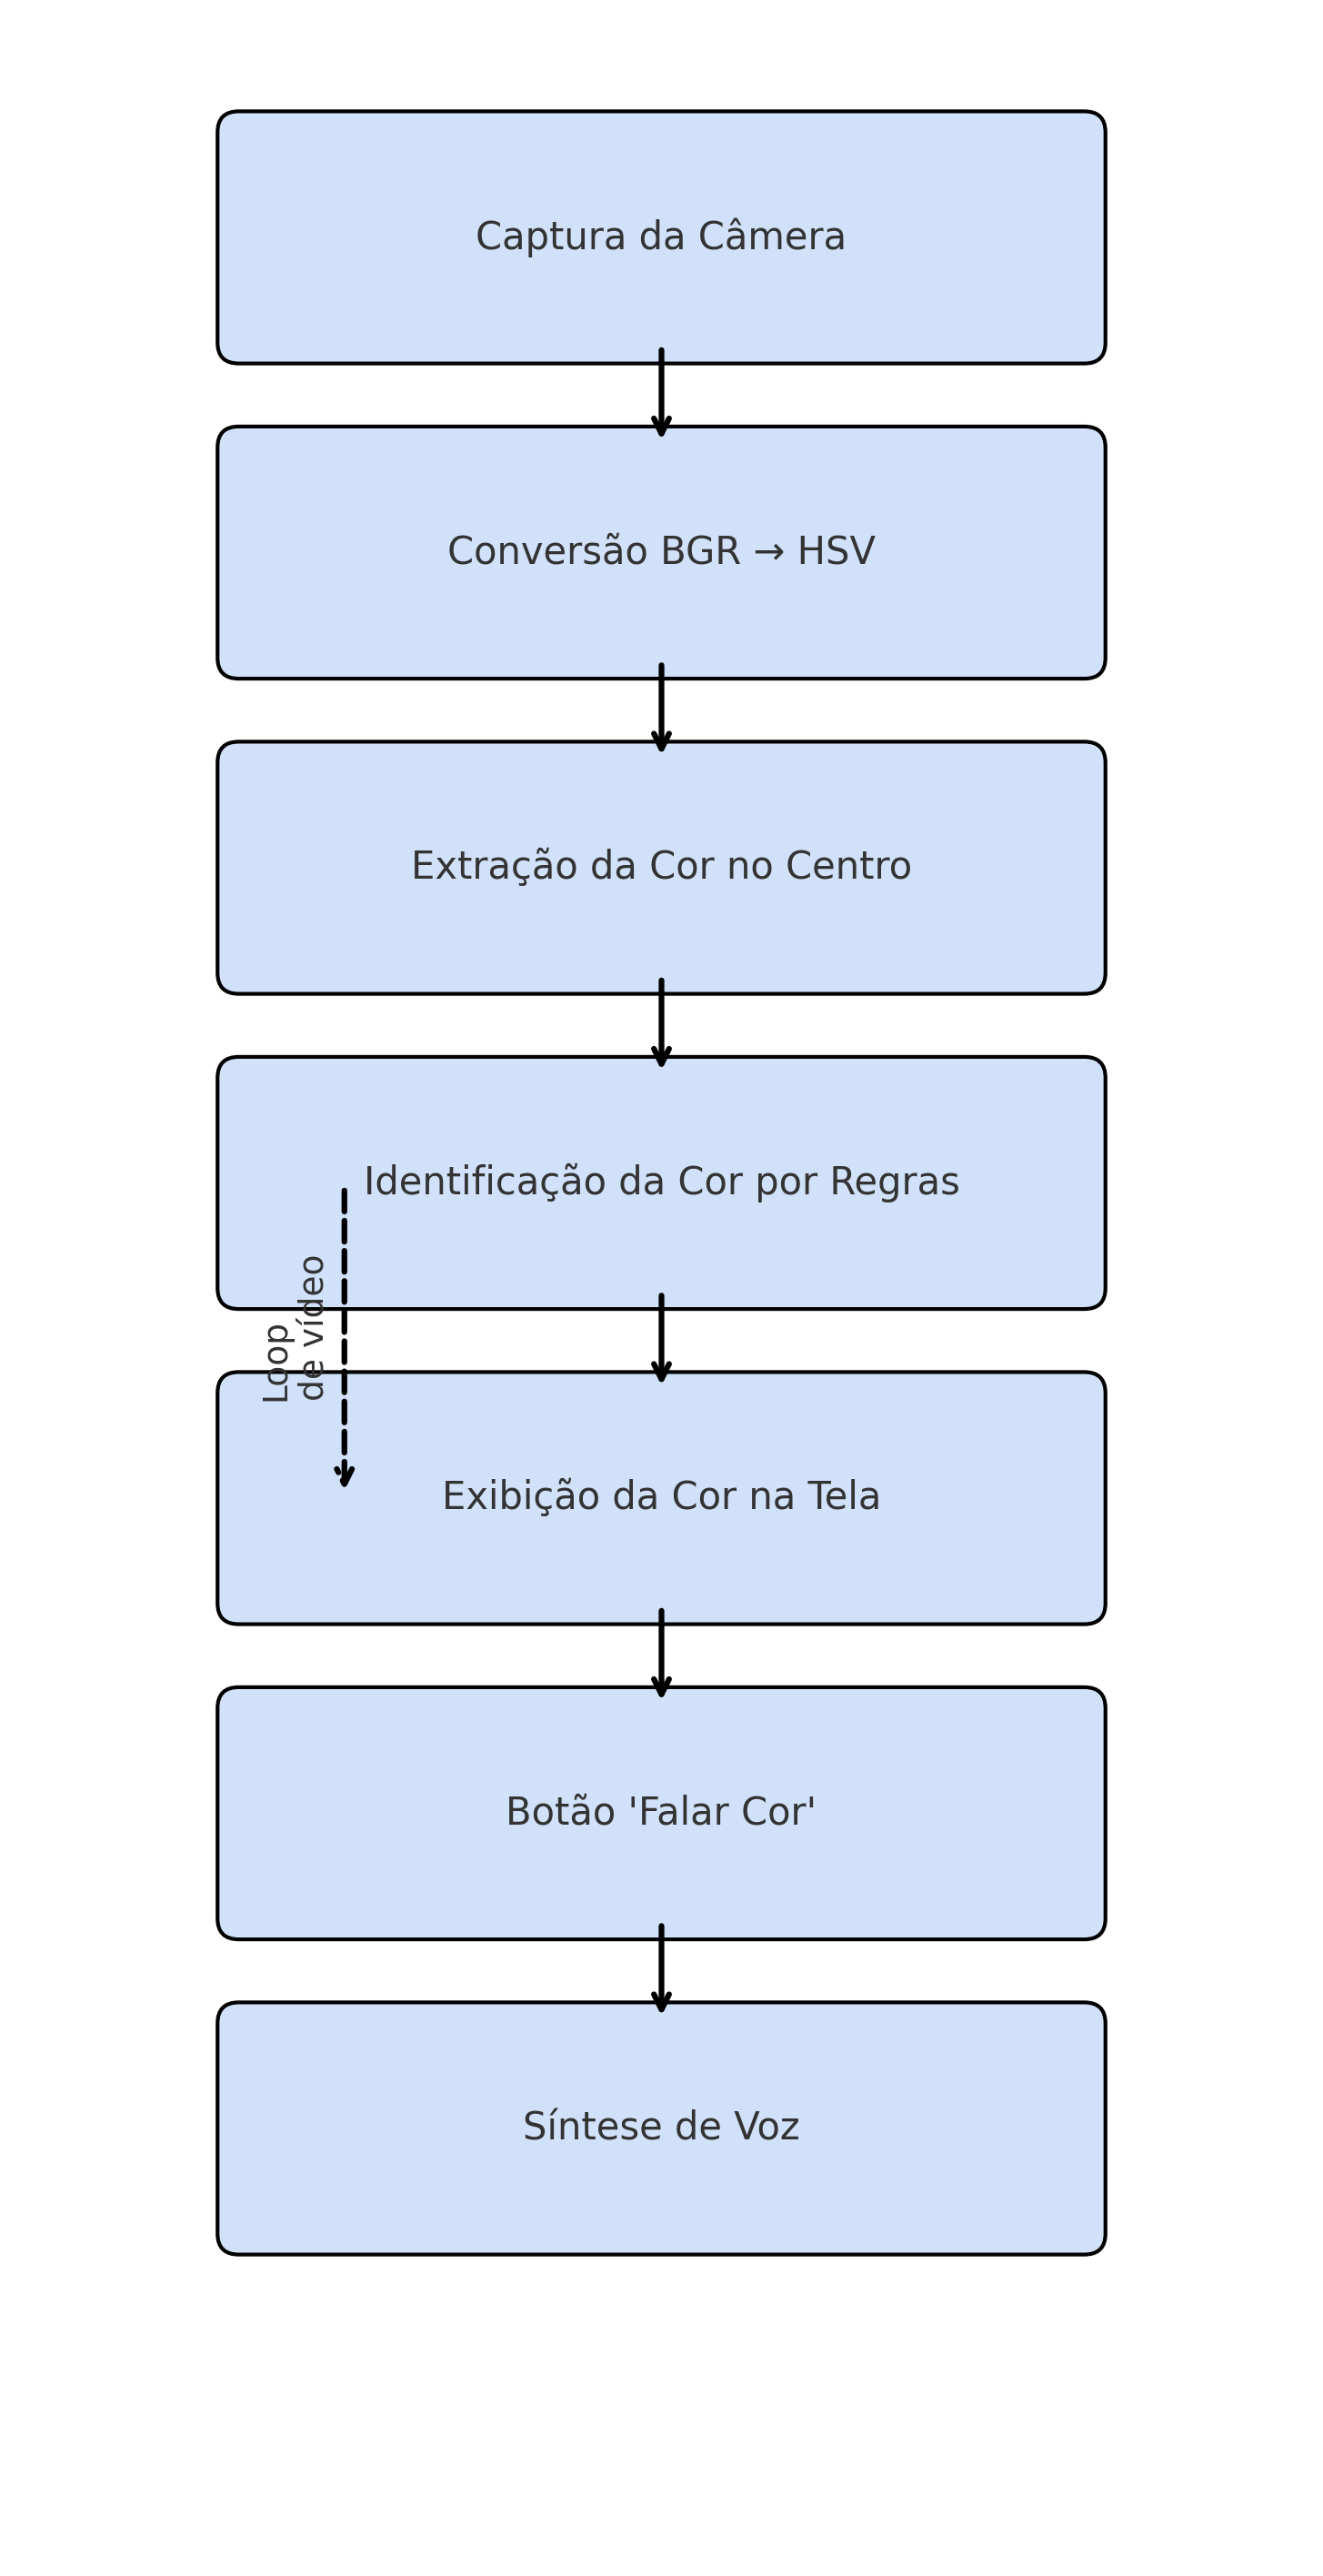 Captura da Câmera
Conversão BGR → HSV
Extração da Cor no Centro
Identificação da Cor por Regras
Loop
de vídeo
Exibição da Cor na Tela
Botão 'Falar Cor'
Síntese de Voz